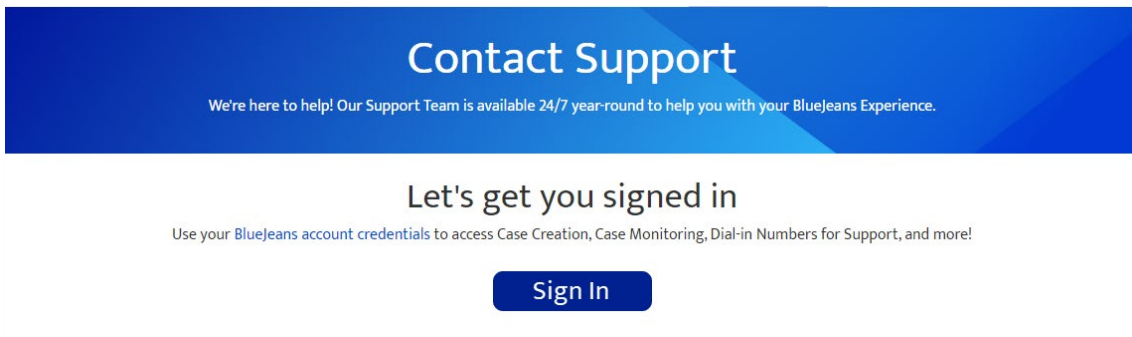 Contact Support
We're here to help! Our Support Team is available 24/7 year-round to help you with your BlueJeans Experience.
Let's get you signed in
Use your BlueJeans account credentials to access Case Creation, Case Monitoring, Dial-in Numbers for Support, and more!
Sign In